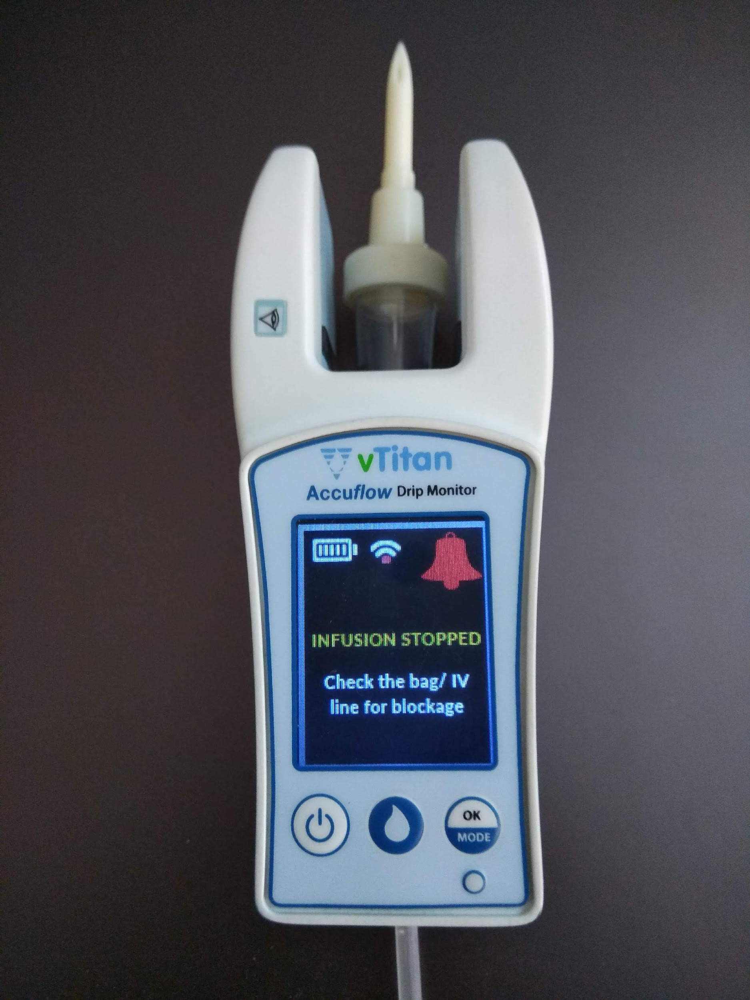 vTitan
Accuflow Drip Monitor
INFUSION STOPPED
Check the bag/ IV
line for blockage
OK
MODE